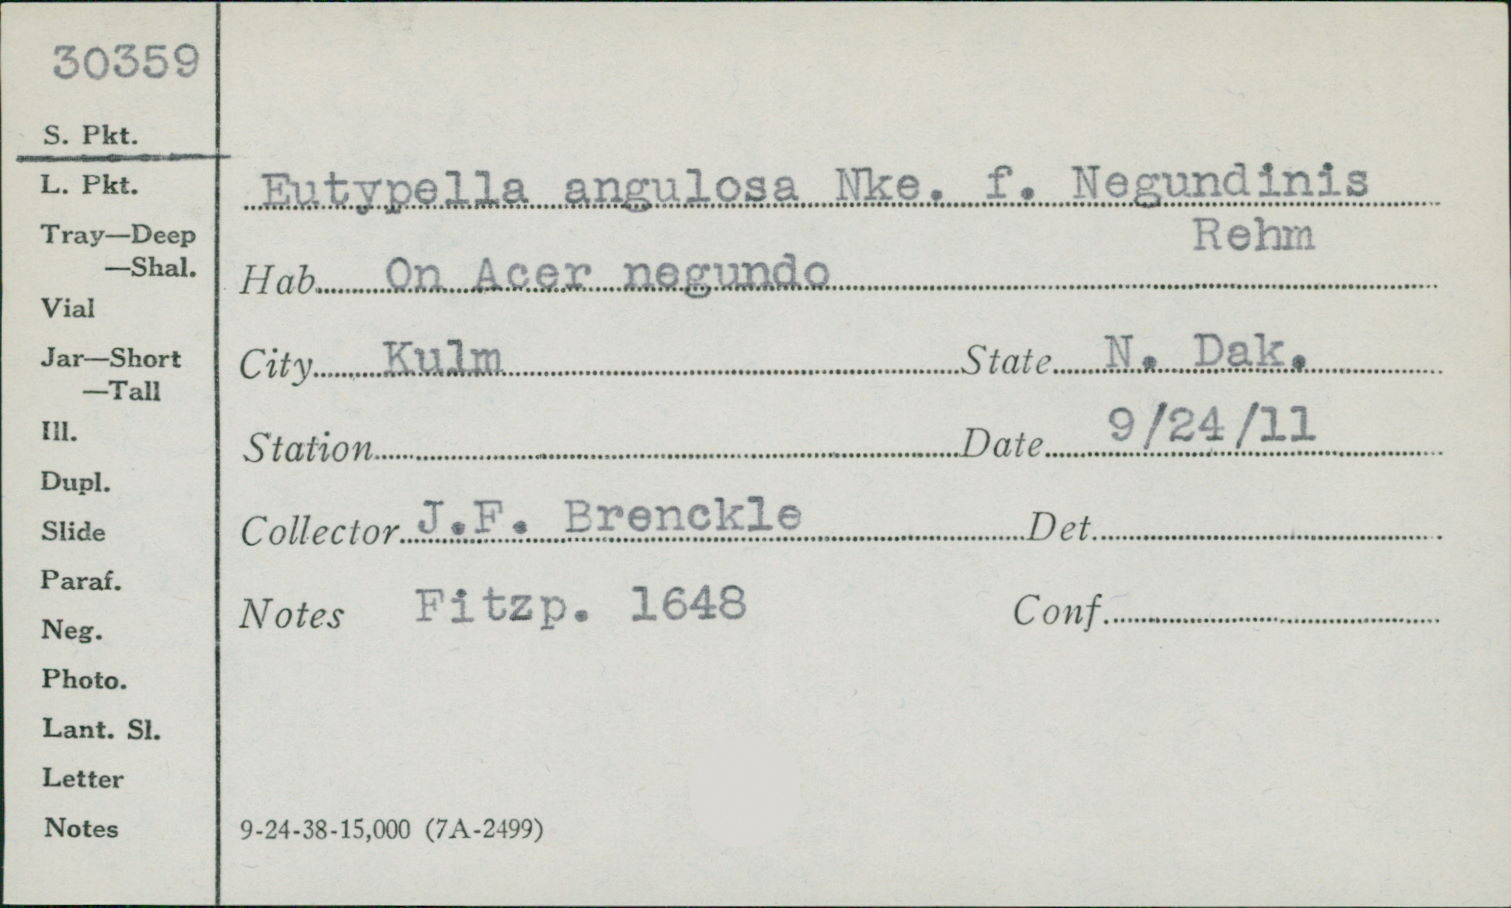 30359
S. Pkt.
L. Pkt.
Tray—Deep
—Shal.
Vial
Jar—Short
—Tall
Ill.
Dupl.
Slide
Paraf.
Neg.
Photo.
Lant. Sl.
Letter
Notes
Eutypella angulosa Nke. f. Negundinis
Rehm
Hab. On Acer negundo
City Kulm State N. Dak.
Station Date 9/24/11
Collector J.F. Brenckle Det.
Notes Fitzp. 1648 Conf.
9-24-38-15,000 (7A-2499)